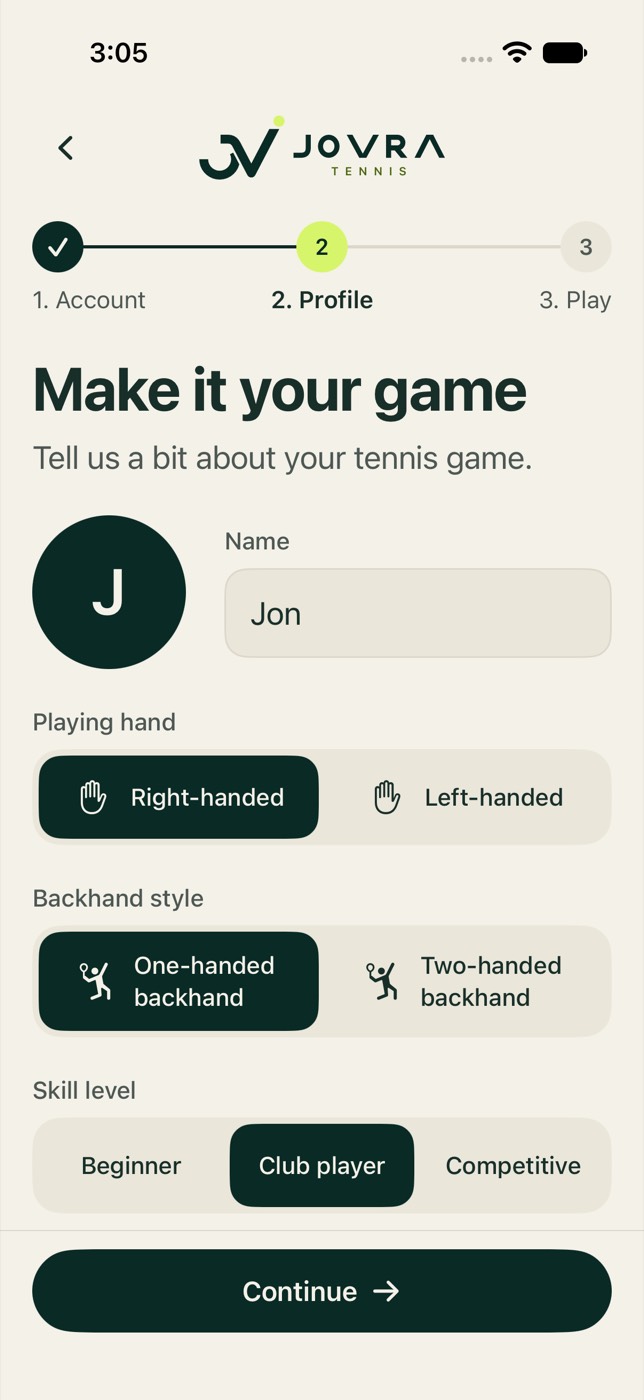 3:05
JOVRA
TENNIS
2
3
1. Account
2. Profile
3. Play
Make it your game
Tell us a bit about your tennis game.
J
Name
Jon
Playing hand
Right-handed
Left-handed
Backhand style
One-handed
backhand
Two-handed
backhand
Skill level
Beginner
Club player
Competitive
Continue